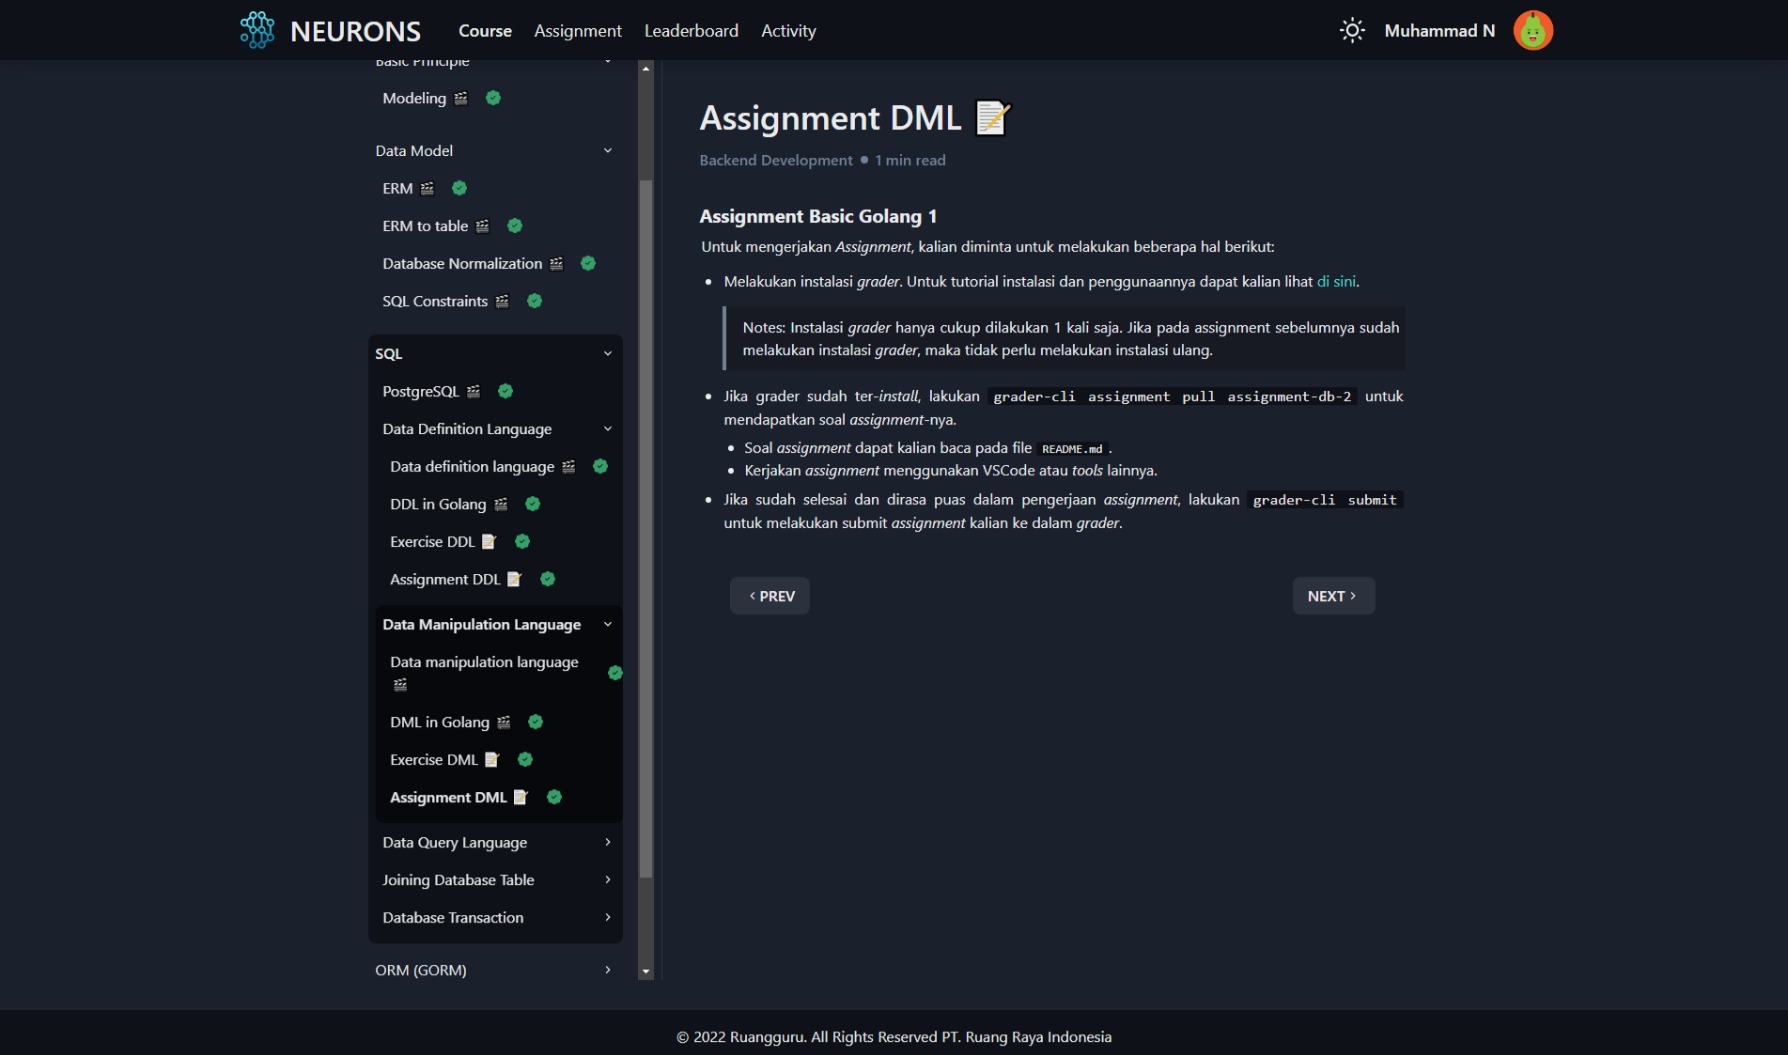 NEURONS
Course
Assignment
Leaderboard
Activity
Muhammad N
Basic Principle
Modeling
Data Model
ERM
ERM to table
Database Normalization
SQL Constraints
SQL
PostgreSQL
Data Definition Language
Data definition language
DDL in Golang
Exercise DDL
Assignment DDL
Data Manipulation Language
Data manipulation language
DML in Golang
Exercise DML
Assignment DML
Data Query Language
Joining Database Table
Database Transaction
ORM (GORM)
Assignment DML
Backend Development • 1 min read
Assignment Basic Golang 1
Untuk mengerjakan Assignment, kalian diminta untuk melakukan beberapa hal berikut:
• Melakukan instalasi grader. Untuk tutorial instalasi dan penggunaannya dapat kalian lihat di sini.
Notes: Instalasi grader hanya cukup dilakukan 1 kali saja. Jika pada assignment sebelumnya sudah
melakukan instalasi grader, maka tidak perlu melakukan instalasi ulang.
• Jika grader sudah ter-install, lakukan grader-cli assignment pull assignment-db-2 untuk
mendapatkan soal assignment-nya.
• Soal assignment dapat kalian baca pada file README.md.
• Kerjakan assignment menggunakan VSCode atau tools lainnya.
• Jika sudah selesai dan dirasa puas dalam pengerjaan assignment, lakukan grader-cli submit
untuk melakukan submit assignment kalian ke dalam grader.
‹ PREV
NEXT ›
© 2022 Ruangguru. All Rights Reserved PT. Ruang Raya Indonesia